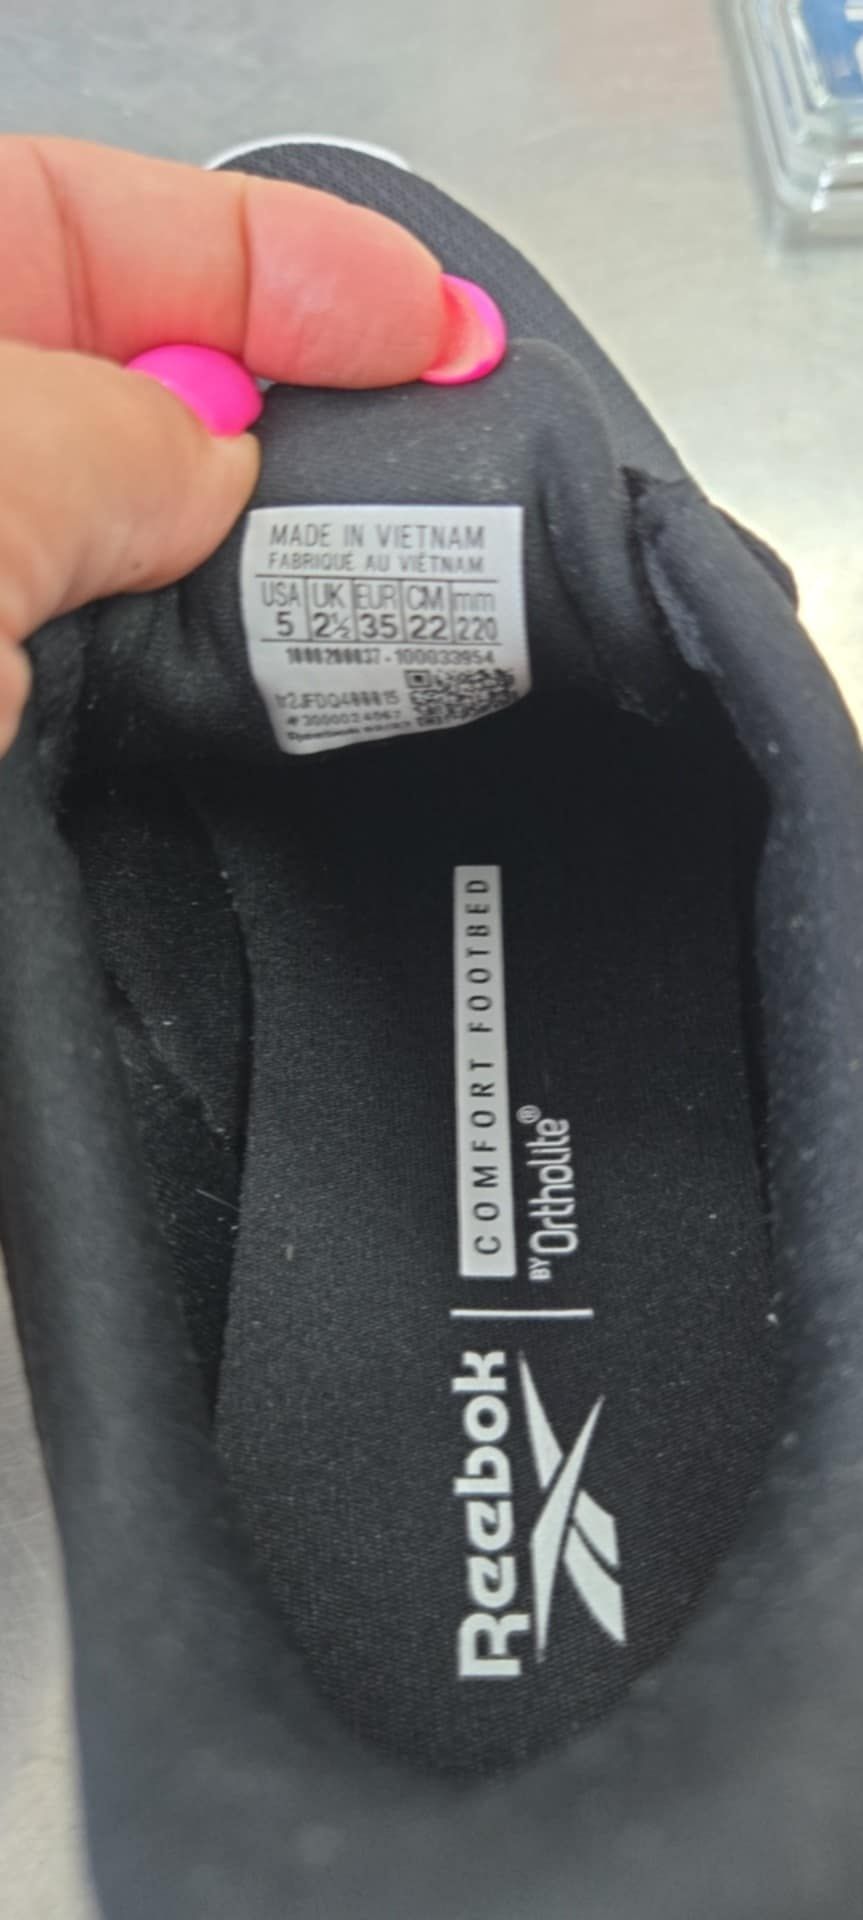 MADE IN VIETNAM
FABRIQUÉ AU VIÊTNAM
USA UK EUR CM mm
5 2½ 35 22 220
COMFORT FOOTBED
BY Ortholite®
Reebok